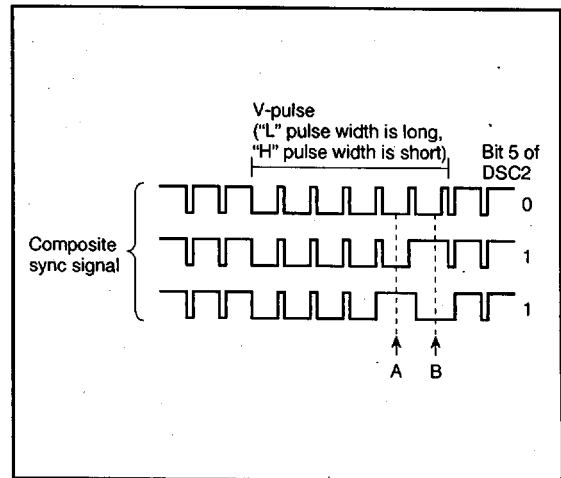 V-pulse
("L" pulse width is long,
"H" pulse width is short)
Bit 5 of
DSC2
0
Composite
sync signal
1
1
A B